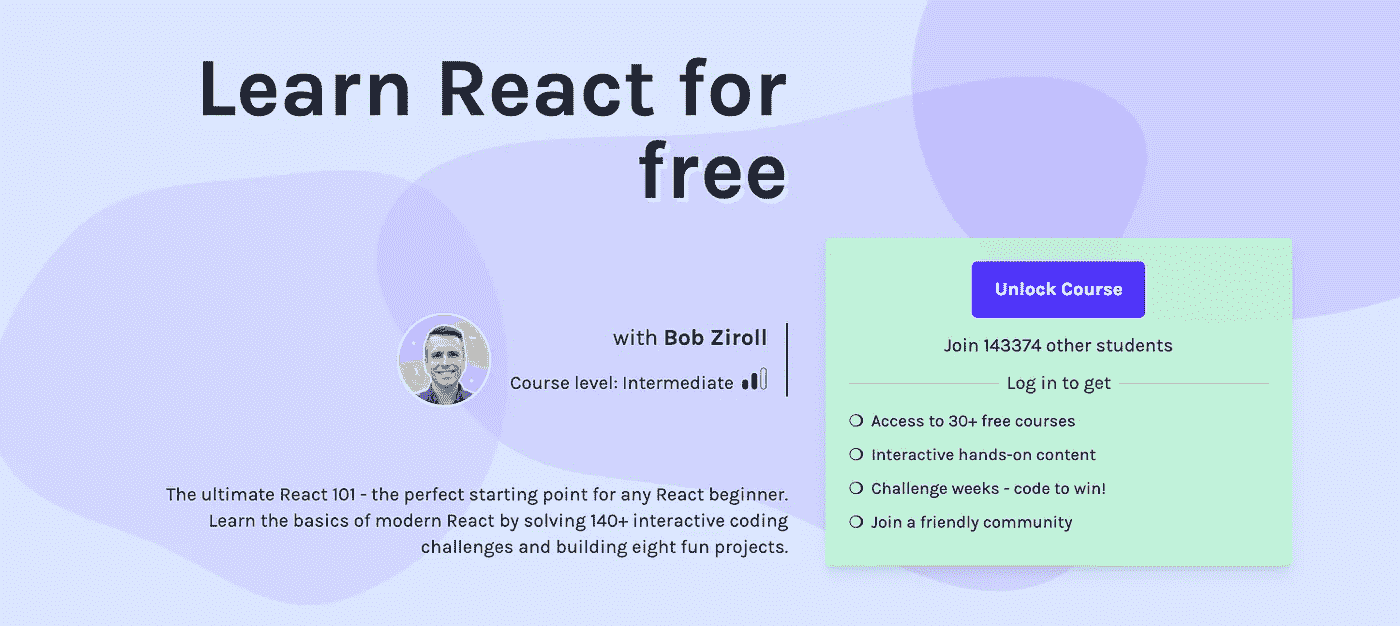 Learn React for
free
with Bob Ziroll
Course level: Intermediate
The ultimate React 101 - the perfect starting point for any React beginner.
Learn the basics of modern React by solving 140+ interactive coding
challenges and building eight fun projects.
Unlock Course
Join 143374 other students
Log in to get
Access to 30+ free courses
Interactive hands-on content
Challenge weeks - code to win!
Join a friendly community